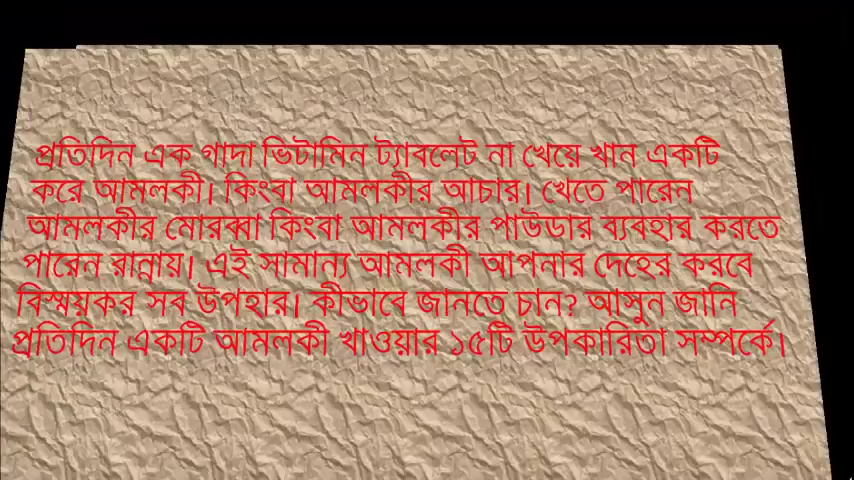 প্রতিদিন এক গাদা ভিটামিন ট্যাবলেট না খেয়ে খান একটি
করে আমলকী। কিংবা আমলকীর আচার। খেতে পারেন
আমলকীর মোরব্বা কিংবা আমলকীর পাউডার ব্যবহার করতে
পারেন রান্নায়। এই সামান্য আমলকী আপনার দেহের করবে
বিস্ময়কর সব উপহার। কীভাবে জানতে চান? আসুন জানি
প্রতিদিন একটি আমলকী খাওয়ার ১৫টি উপকারিতা সম্পর্কে।